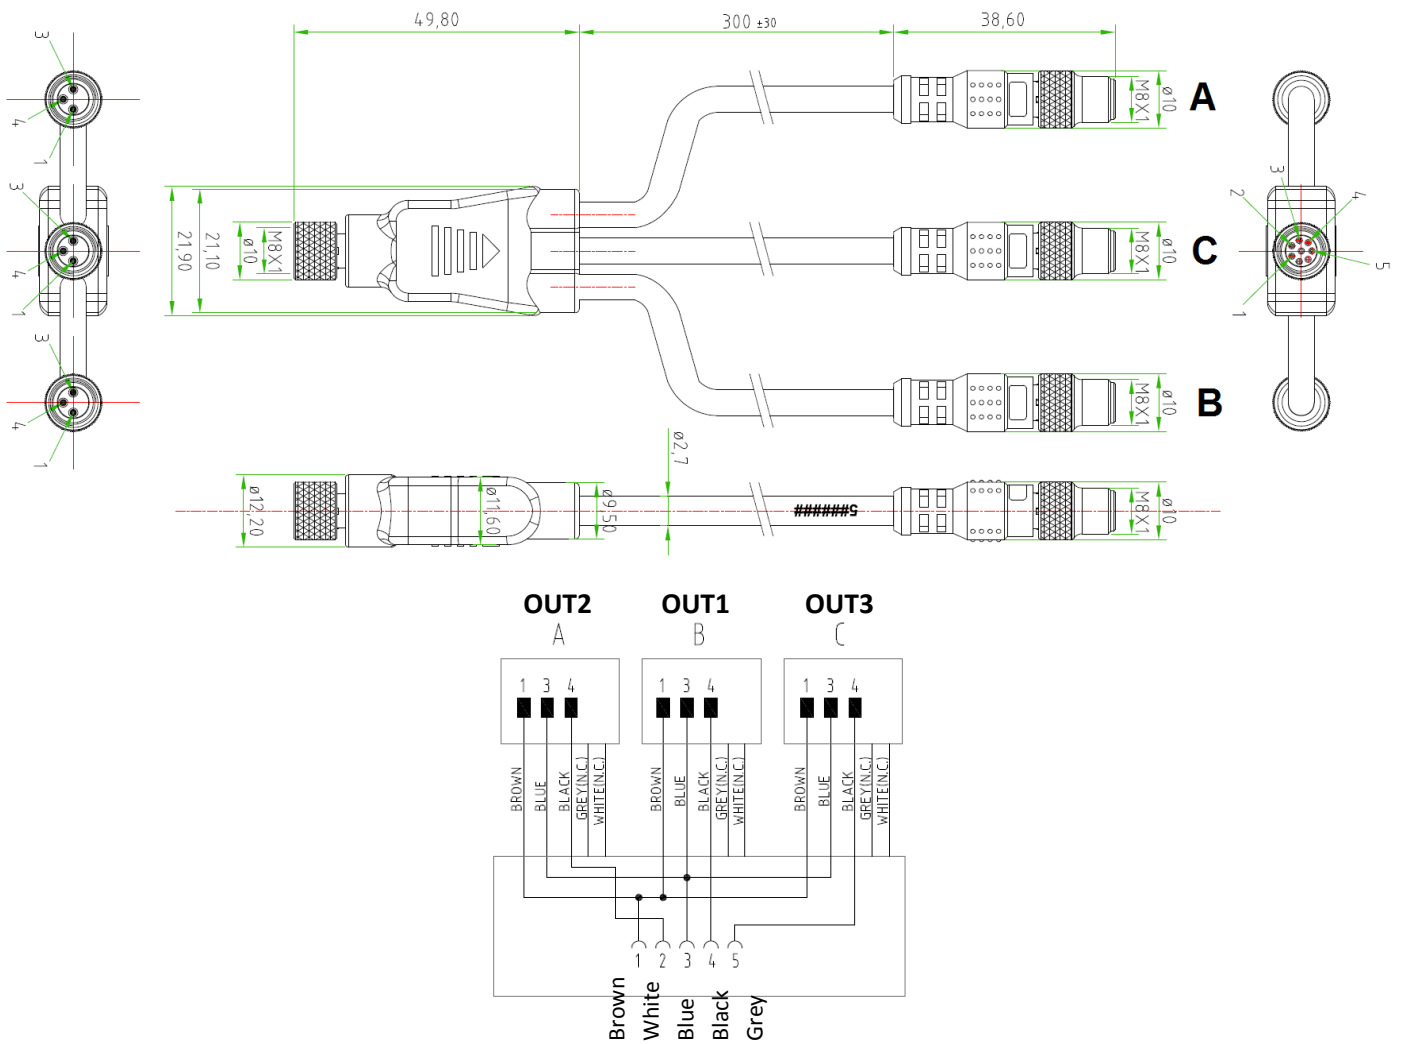 49,80
300 ±30
38,60
3
4
1
M8X1
ø10
A
3
4
1
21,90
21,10
ø10
M8X1
M8X1
ø10
C
2
3
4
5
1
3
4
1
M8X1
ø10
B
ø12,20
ø11,60
ø9,50
ø2,7
5######
M8X1
ø10
OUT2
OUT1
OUT3
A
B
C
1 3 4
1 3 4
1 3 4
BROWN
BLUE
BLACK
GREY(N.C.)
WHITE(N.C.)
BROWN
BLUE
BLACK
GREY(N.C.)
WHITE(N.C.)
BROWN
BLUE
BLACK
GREY(N.C.)
WHITE(N.C.)
1 2 3 4 5
Brown
White
Blue
Black
Grey